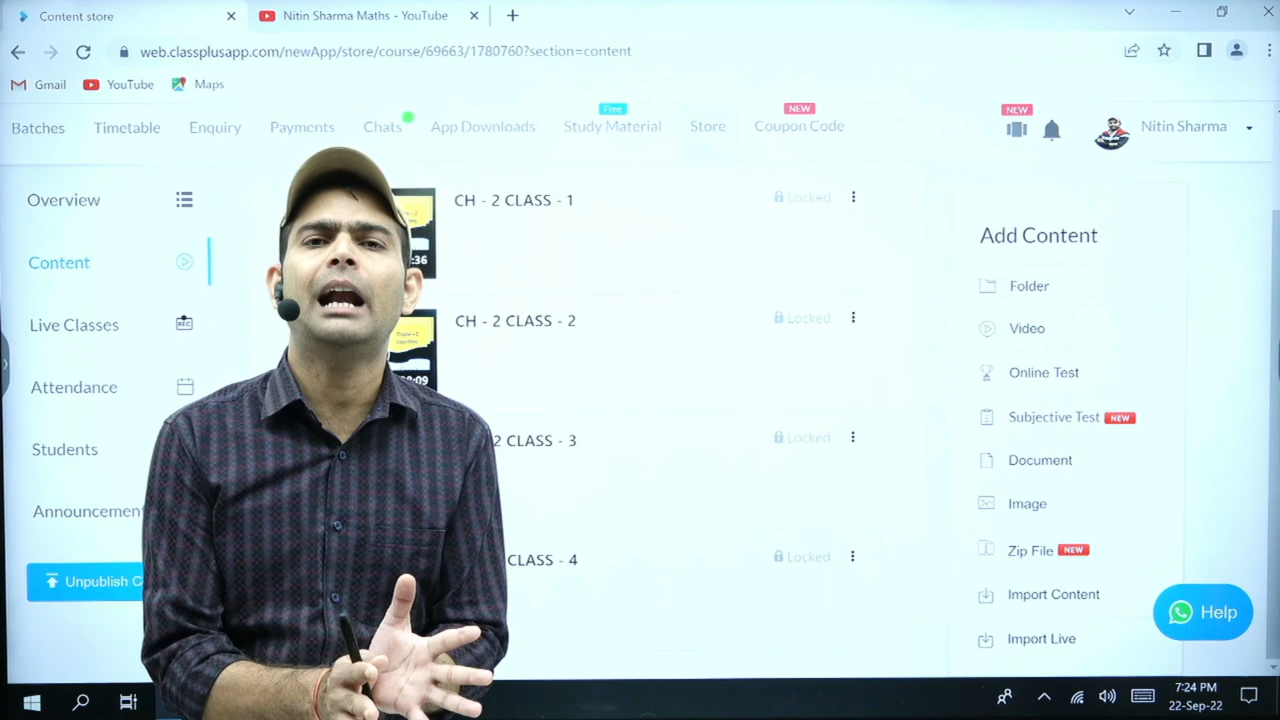 Content store
Nitin Sharma Maths - YouTube
web.classplusapp.com/newApp/store/course/69663/1780760?section=content
Gmail
YouTube
Maps
Free
NEW
NEW
Batches
Timetable
Enquiry
Payments
Chats
App Downloads
Study Material
Store
Coupon Code
Nitin Sharma
Overview
Content
Live Classes
REC
Attendance
Students
Announcemen
Unpublish C
:36
CH - 2 CLASS - 1
Locked
CH - 2 CLASS - 2
Locked
:09
2 CLASS - 3
Locked
CLASS - 4
Locked
Add Content
Folder
Video
Online Test
Subjective Test NEW
Document
Image
Zip File NEW
Import Content
Import Live
Help
7:24 PM
22-Sep-22